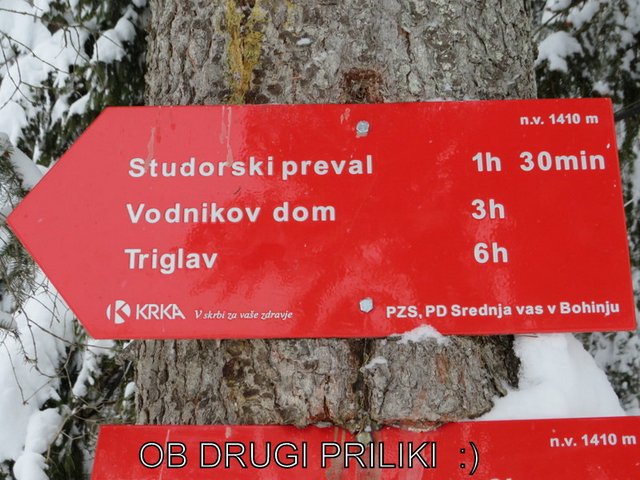 n.v. 1410 m
Studorski preval 1h 30min
Vodnikov dom 3h
Triglav 6h
KRKA V skrbi za vaše zdravje PZS, PD Srednja vas v Bohinju
n.v. 1410 m
OB DRUGI PRILIKI :)